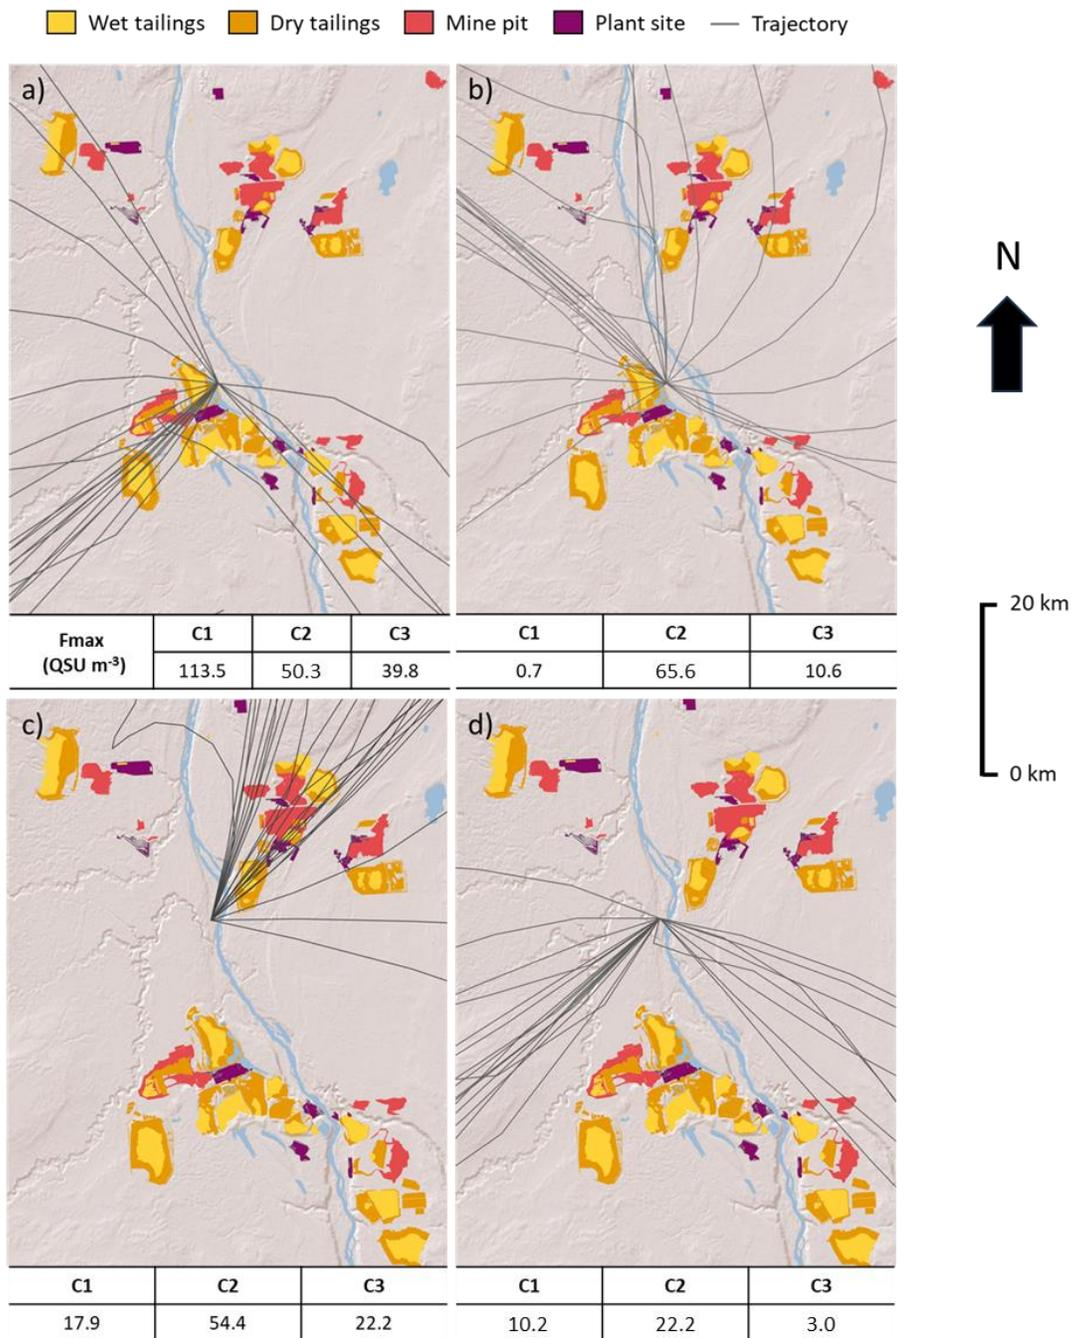 Wet tailings Dry tailings Mine pit Plant site Trajectory
a) b)
N
20 km
0 km
Fmax (QSU m⁻³) C1 C2 C3
113.5 50.3 39.8
C1 C2 C3
0.7 65.6 10.6
c) d)
C1 C2 C3
17.9 54.4 22.2
C1 C2 C3
10.2 22.2 3.0